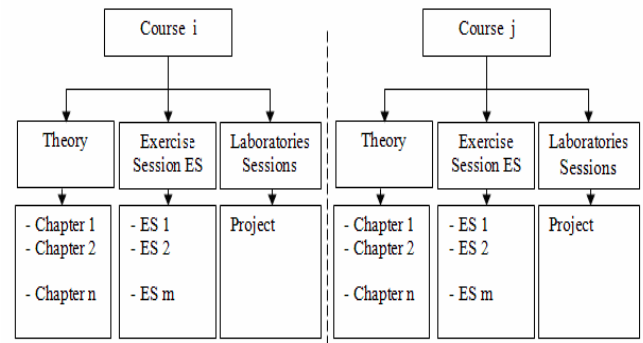 Course i
Theory
Exercise
Session ES
Laboratories
Sessions
- Chapter 1
- Chapter 2
- Chapter n
- ES 1
- ES 2
- ES m
Project
Course j
Theory
Exercise
Session ES
Laboratories
Sessions
- Chapter 1
- Chapter 2
- Chapter n
- ES 1
- ES 2
- ES m
Project